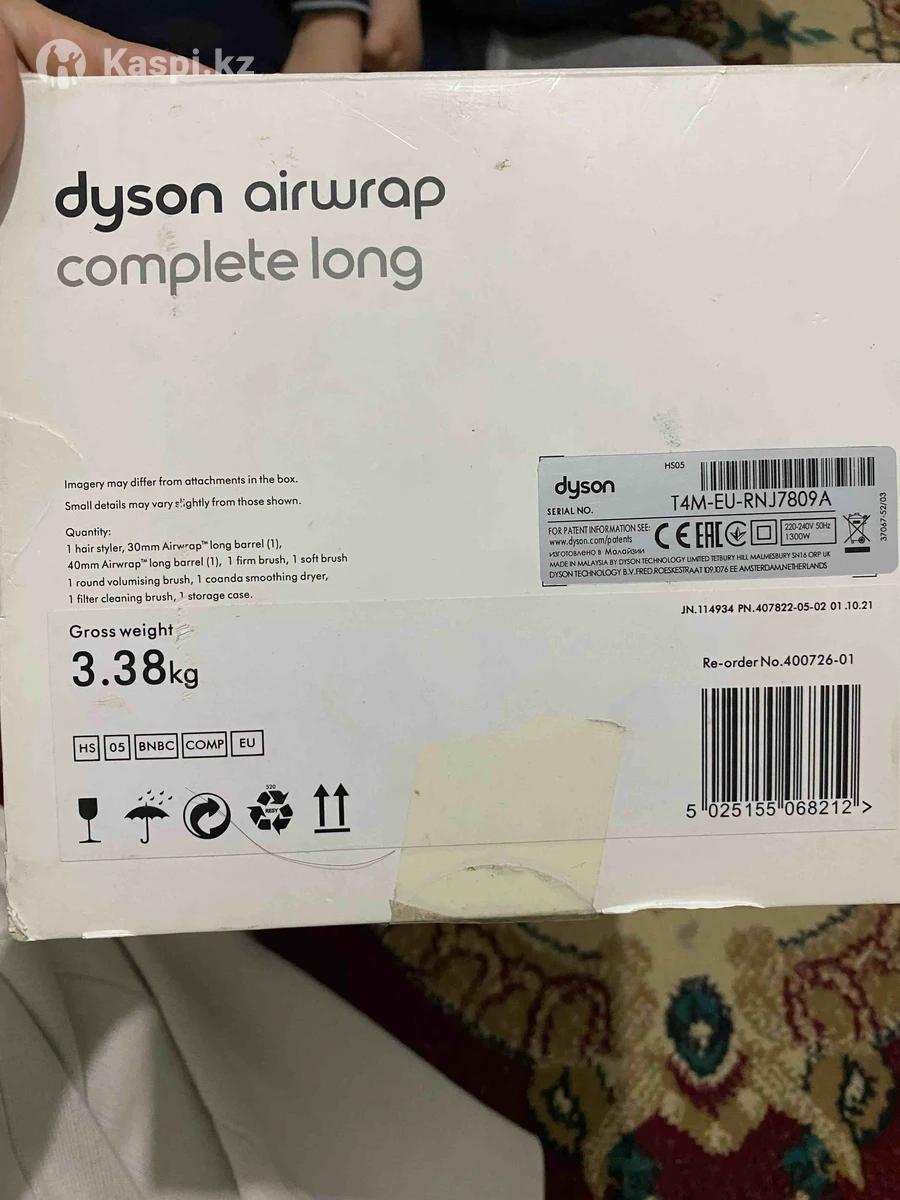 Kaspi.kz
dyson airwrap
complete long
Imagery may differ from attachments in the box.
Small details may vary slightly from those shown.
Quantity:
1 hair styler, 30mm Airwrap™ long barrel (1),
40mm Airwrap™ long barrel (1), 1 firm brush, 1 soft brush
1 round volumising brush, 1 coanda smoothing dryer,
1 filter cleaning brush, 1 storage case.
Gross weight
3.38kg
HS 05 BNBC COMP EU
520
RESY
dyson
HS05
SERIAL NO.
T4M-EU-RNJ7809A
FOR PATENT INFORMATION SEE:
www.dyson.com/patents
изготовлено в Малайзии
CE EAC
220-240V 50Hz
1300W
MADE IN MALAYSIA BY DYSON TECHNOLOGY LIMITED TETBURY HILL MALMESBURY SN16 0RP UK
DYSON TECHNOLOGY B.V.FRED.ROESKESTRAAT 109,1076 EE AMSTERDAM,NETHERLANDS
37067-52/03
JN.114934 PN.407822-05-02 01.10.21
Re-order No.400726-01
5 025155 068212 >